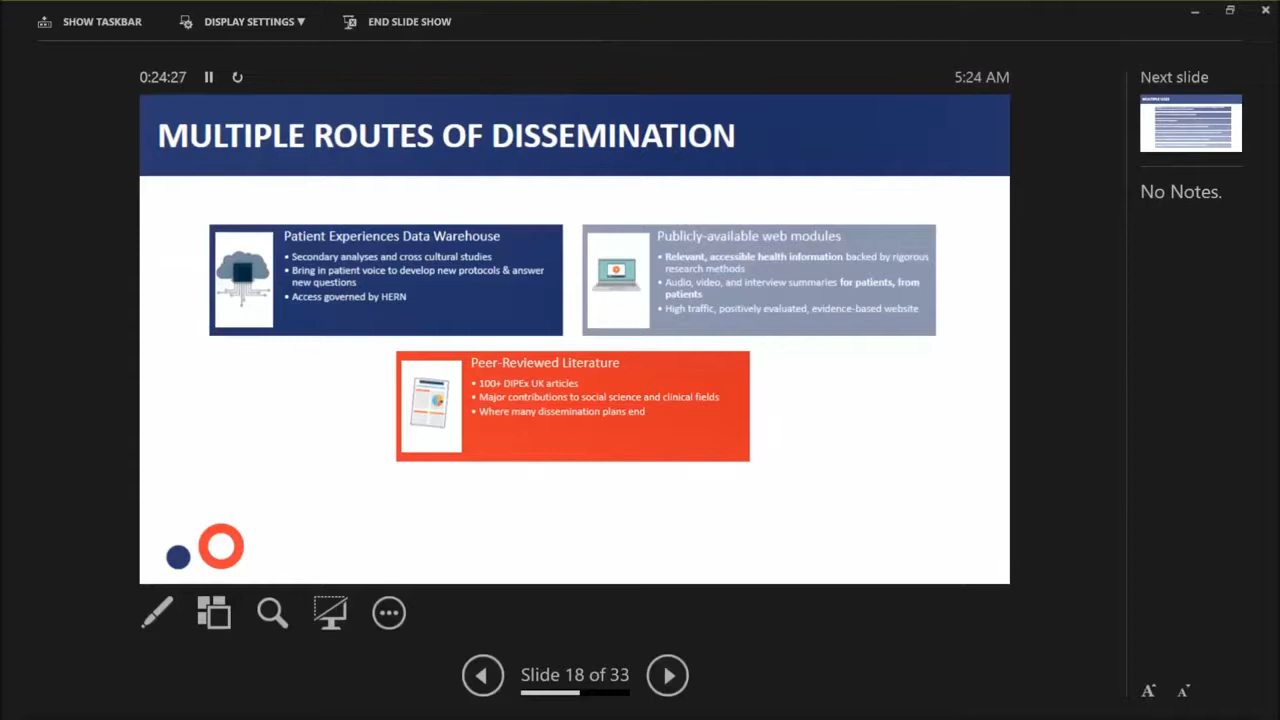 SHOW TASKBAR DISPLAY SETTINGS ▼ END SLIDE SHOW
0:24:27 5:24 AM
Next slide
MULTIPLE ROUTES OF DISSEMINATION
No Notes.
Patient Experiences Data Warehouse
• Secondary analyses and cross cultural studies
• Bring in patient voice to develop new protocols & answer
new questions
• Access governed by HERN
Publicly-available web modules
• Relevant, accessible health information backed by rigorous
research methods
• Audio, video, and interview summaries for patients, from
patients
• High traffic, positively evaluated, evidence-based website
Peer-Reviewed Literature
• 100+ DIPEx UK articles
• Major contributions to social science and clinical fields
• Where many dissemination plans end
Slide 18 of 33
A A